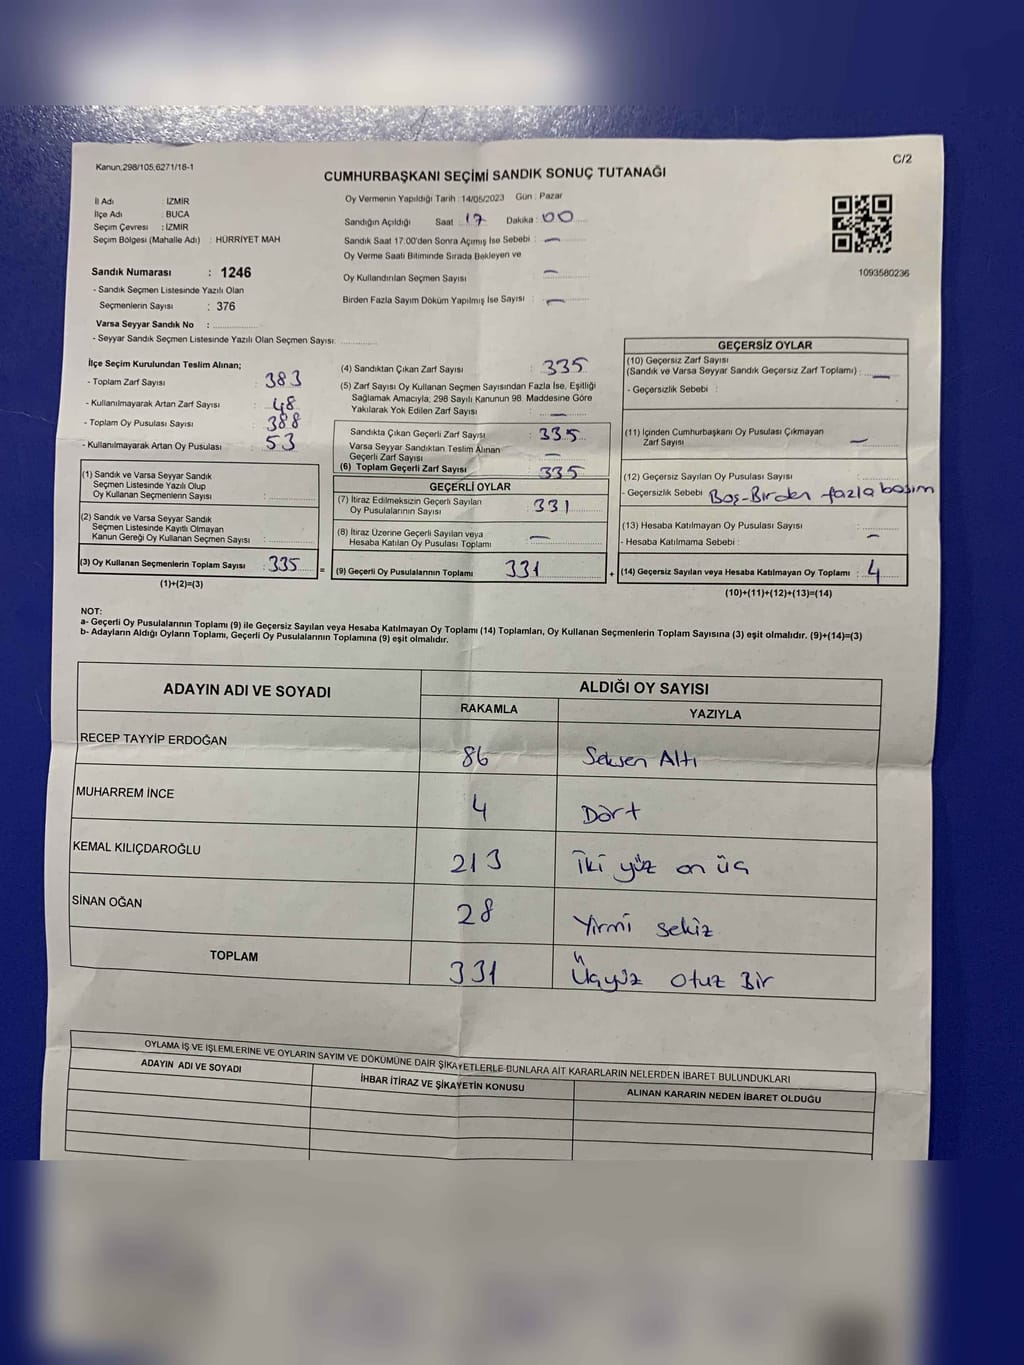 Kanun;298/105,6271/18-1
C/2
CUMHURBAŞKANI SEÇİMİ SANDIK SONUÇ TUTANAĞI
İl Adı : İZMİR
İlçe Adı : BUCA
Seçim Çevresi : İZMİR
Seçim Bölgesi (Mahalle Adı) : HÜRRİYET MAH
Oy Vermenin Yapıldığı Tarih : 14/05/2023 Gün : Pazar
Sandığın Açıldığı Saat : 17 Dakika : 00
Sandık Saat 17:00'den Sonra Açımış İse Sebebi : —
Oy Verme Saati Bitiminde Sırada Bekleyen ve
Oy Kullandırılan Seçmen Sayısı —
Birden Fazla Sayım Döküm Yapılmış İse Sayısı : —
1093580236
Sandık Numarası : 1246
- Sandık Seçmen Listesinde Yazılı Olan
Seçmenlerin Sayısı : 376
Varsa Seyyar Sandık No :
- Seyyar Sandık Seçmen Listesinde Yazılı Olan Seçmen Sayısı:
İlçe Seçim Kurulundan Teslim Alınan;
- Toplam Zarf Sayısı : 383
- Kullanılmayarak Artan Zarf Sayısı : 48
- Toplam Oy Pusulası Sayısı : 388
- Kullanılmayarak Artan Oy Pusulası : 53
(1) Sandık ve Varsa Seyyar Sandık
Seçmen Listesinde Yazılı Olup
Oy Kullanan Seçmenlerin Sayısı :
(2) Sandık ve Varsa Seyyar Sandık
Seçmen Listesinde Kayıtlı Olmayan
Kanun Gereği Oy Kullanan Seçmen Sayısı :
(3) Oy Kullanan Seçmenlerin Toplam Sayısı : 335 =
(1)+(2)=(3)
(4) Sandıktan Çıkan Zarf Sayısı : 335
(5) Zarf Sayısı Oy Kullanan Seçmen Sayısından Fazla İse, Eşitliği
Sağlamak Amacıyla; 298 Sayılı Kanunun 98. Maddesine Göre
Yakılarak Yok Edilen Zarf Sayısı : —
Sandıkta Çıkan Geçerli Zarf Sayısı : 335
Varsa Seyyar Sandıktan Teslim Alınan
Geçerli Zarf Sayısı : —
(6) Toplam Geçerli Zarf Sayısı : 335
GEÇERLİ OYLAR
(7) İtiraz Edilmeksizin Geçerli Sayılan
Oy Pusulalarının Sayısı : 331
(8) İtiraz Üzerine Geçerli Sayılan veya
Hesaba Katılan Oy Pusulası Toplamı : —
(9) Geçerli Oy Pusulalarının Toplamı : 331 +
GEÇERSİZ OYLAR
(10) Geçersiz Zarf Sayısı
(Sandık ve Varsa Seyyar Sandık Geçersiz Zarf Toplamı) : —
- Geçersizlik Sebebi :
(11) İçinden Cumhurbaşkanı Oy Pusulası Çıkmayan
Zarf Sayısı : —
(12) Geçersiz Sayılan Oy Pusulası Sayısı :
- Geçersizlik Sebebi Boş-Birden fazla basım
(13) Hesaba Katılmayan Oy Pusulası Sayısı :
- Hesaba Katılmama Sebebi : —
(14) Geçersiz Sayılan veya Hesaba Katılmayan Oy Toplamı : 4
(10)+(11)+(12)+(13)=(14)
NOT:
a- Geçerli Oy Pusulalarının Toplamı (9) ile Geçersiz Sayılan veya Hesaba Katılmayan Oy Toplamı (14) Toplamları, Oy Kullanan Seçmenlerin Toplam Sayısına (3) eşit olmalıdır. (9)+(14)=(3)
b- Adayların Aldığı Oyların Toplamı, Geçerli Oy Pusulalarının Toplamına (9) eşit olmalıdır.
ADAYIN ADI VE SOYADI ALDIĞI OY SAYISI
RAKAMLA YAZIYLA
RECEP TAYYİP ERDOĞAN 86 Seksen Altı
MUHARREM İNCE 4 Dört
KEMAL KILIÇDAROĞLU 213 İki yüz on üç
SİNAN OĞAN 28 Yirmi sekiz
TOPLAM 331 Üçyüz otuz Bir
OYLAMA İŞ VE İŞLEMLERİNE VE OYLARIN SAYIM VE DÖKÜMÜNE DAİR ŞİKAYETLERLE BUNLARA AİT KARARLARIN NELERDEN İBARET BULUNDUKLARI
ADAYIN ADI VE SOYADI İHBAR İTİRAZ VE ŞİKAYETİN KONUSU ALINAN KARARIN NEDEN İBARET OLDUĞU